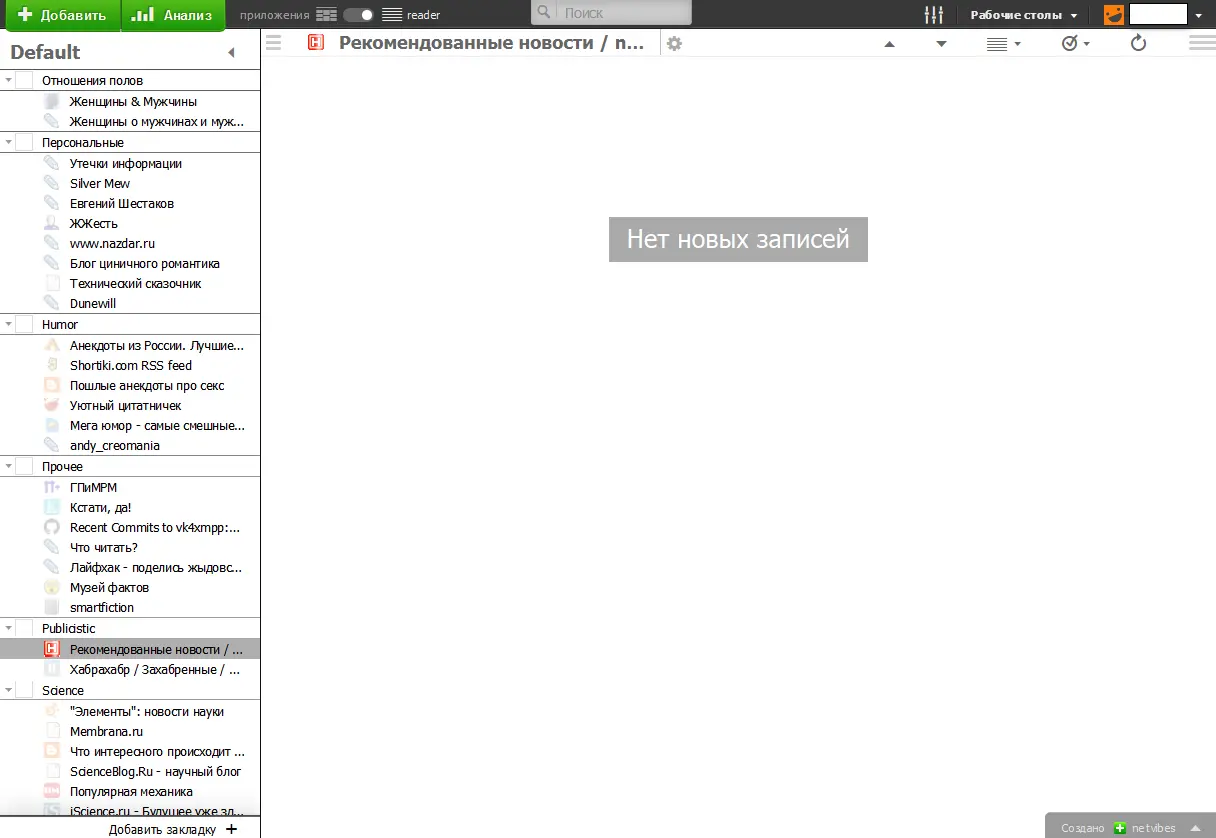 Добавить
Анализ
приложения
reader
Поиск
Рабочие столы
Default
Рекомендованные новости / n...
Отношения полов
Женщины & Мужчины
Женщины о мужчинах и муж...
Персональные
Утечки информации
Silver Mew
Евгений Шестаков
ЖЖесть
www.nazdar.ru
Блог циничного романтика
Технический сказочник
Dunewill
Humor
Анекдоты из России. Лучшие...
Shortiki.com RSS feed
Пошлые анекдоты про секс
Уютный цитатничек
Мега юмор - самые смешные...
andy_creomania
Прочее
ГПиМРМ
Кстати, да!
Recent Commits to vk4xmpp:...
Что читать?
Лайфхак - поделись жыдовс...
Музей фактов
smartfiction
Publicistic
Рекомендованные новости / ...
Хабрахабр / Захабренные / ...
Science
"Элементы": новости науки
Membrana.ru
Что интересного происходит ...
ScienceBlog.Ru - научный блог
Популярная механика
iScience.ru - Будущее уже зд...
Добавить закладку +
Нет новых записей
Создано netvibes